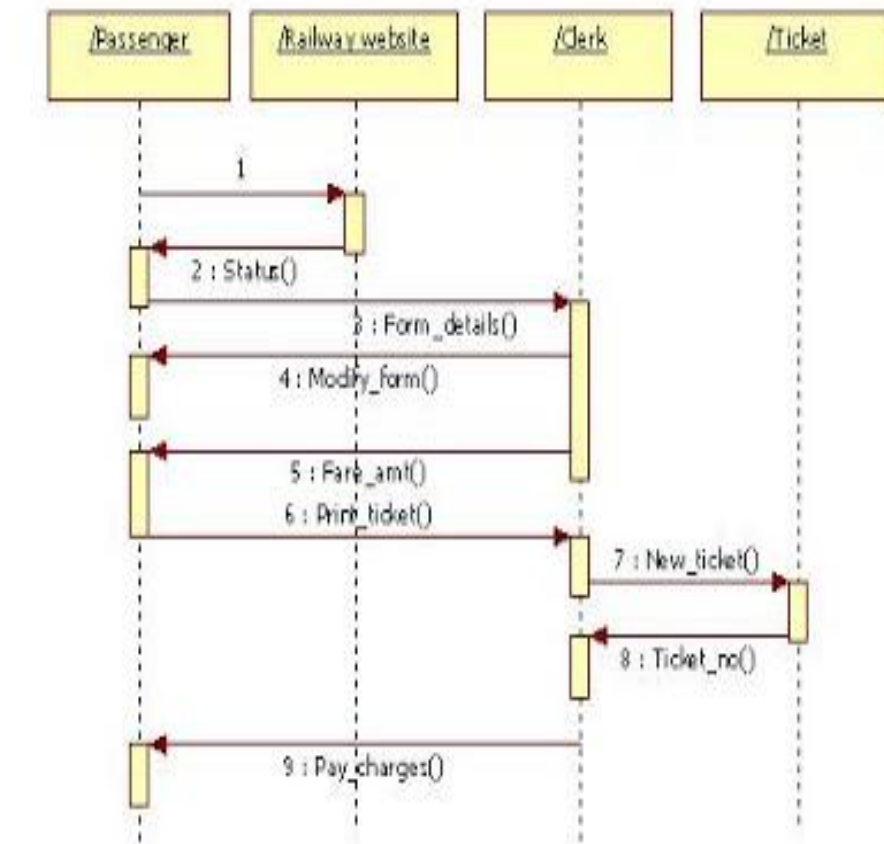 /Passenger
/Railway website
/Clerk
/Ticket
1
2 : Status()
3 : Form_details()
4 : Modify_form()
5 : Fare_amt()
6 : Print_ticket()
7 : New_ticket()
8 : Ticket_no()
9 : Pay_charges()